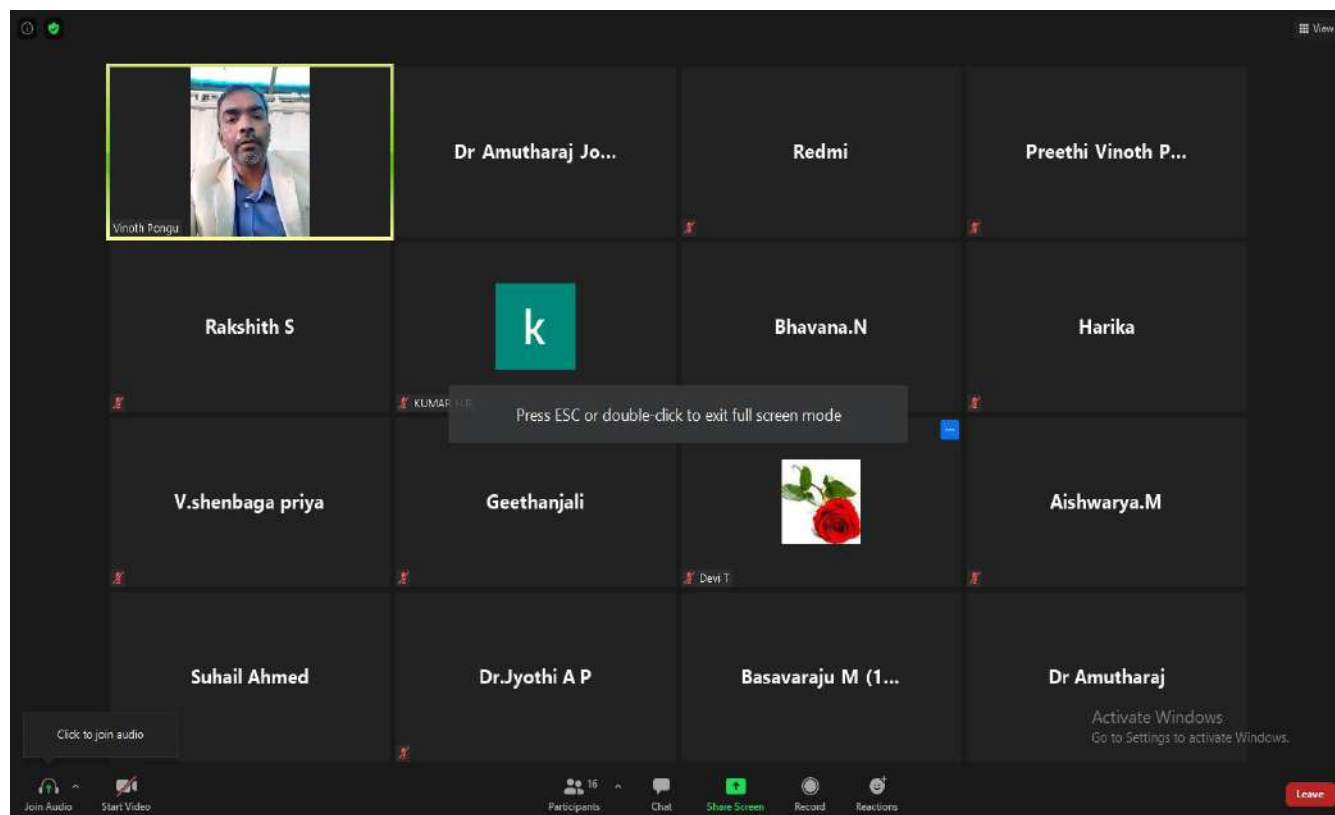 View
Vinoth Pongu
Dr Amutharaj Jo...
Redmi
Preethi Vinoth P...
Rakshith S
k
KUMAR
Bhavana.N
Harika
Press ESC or double-click to exit full screen mode
V.shenbaga priya
Geethanjali
Devi T
Aishwarya.M
Suhail Ahmed
Dr.Jyothi A P
Basavaraju M (1...
Dr Amutharaj
Click to join audio
Activate Windows
Go to Settings to activate Windows.
Join Audio
Start Video
16
Participants
Chat
Share Screen
Record
Reactions
Leave